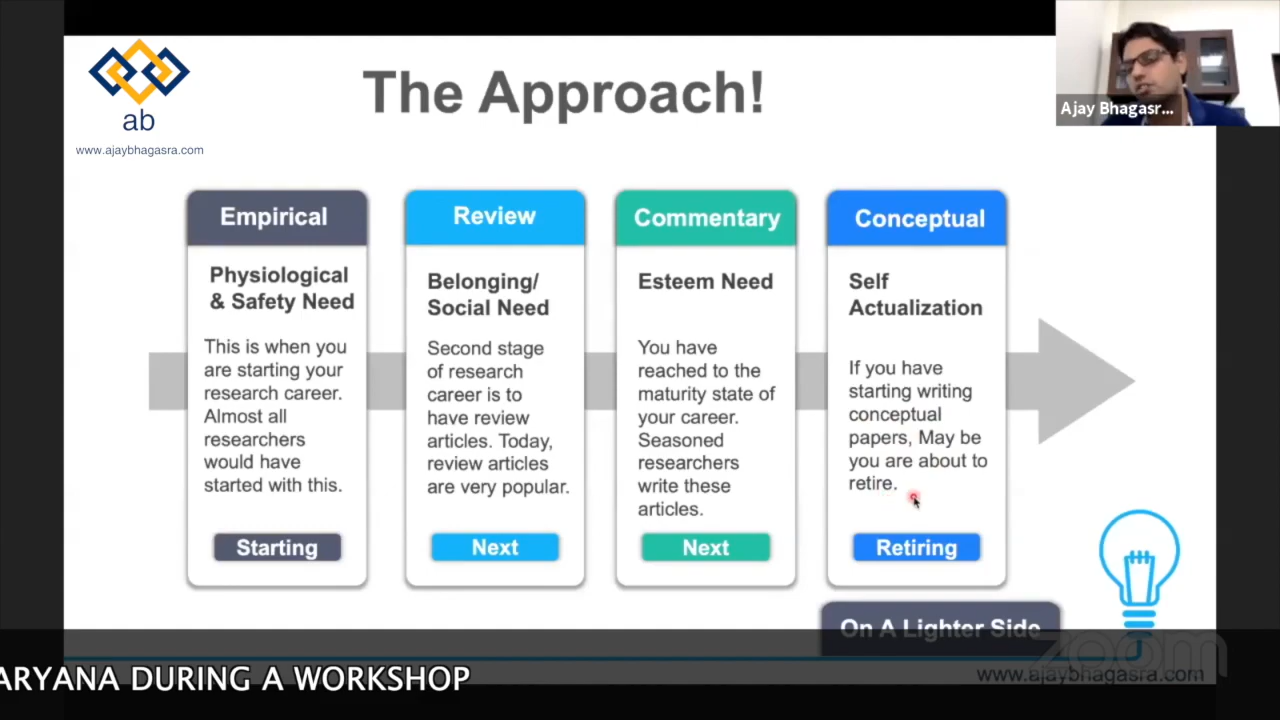 The Approach!
ab
www.ajaybhagasra.com
Ajay Bhagasr...
Empirical
Physiological
& Safety Need
This is when you
are starting your
research career.
Almost all
researchers
would have
started with this.
Starting
Review
Belonging/
Social Need
Second stage
of research
career is to
have review
articles. Today,
review articles
are very popular.
Next
Commentary
Esteem Need
You have
reached to the
maturity state of
your career.
Seasoned
researchers
write these
articles.
Next
Conceptual
Self
Actualization
If you have
starting writing
conceptual
papers, May be
you are about to
retire.
Retiring
On A Lighter Side
zoom
www.ajaybhagasra.com
ARYANA DURING A WORKSHOP